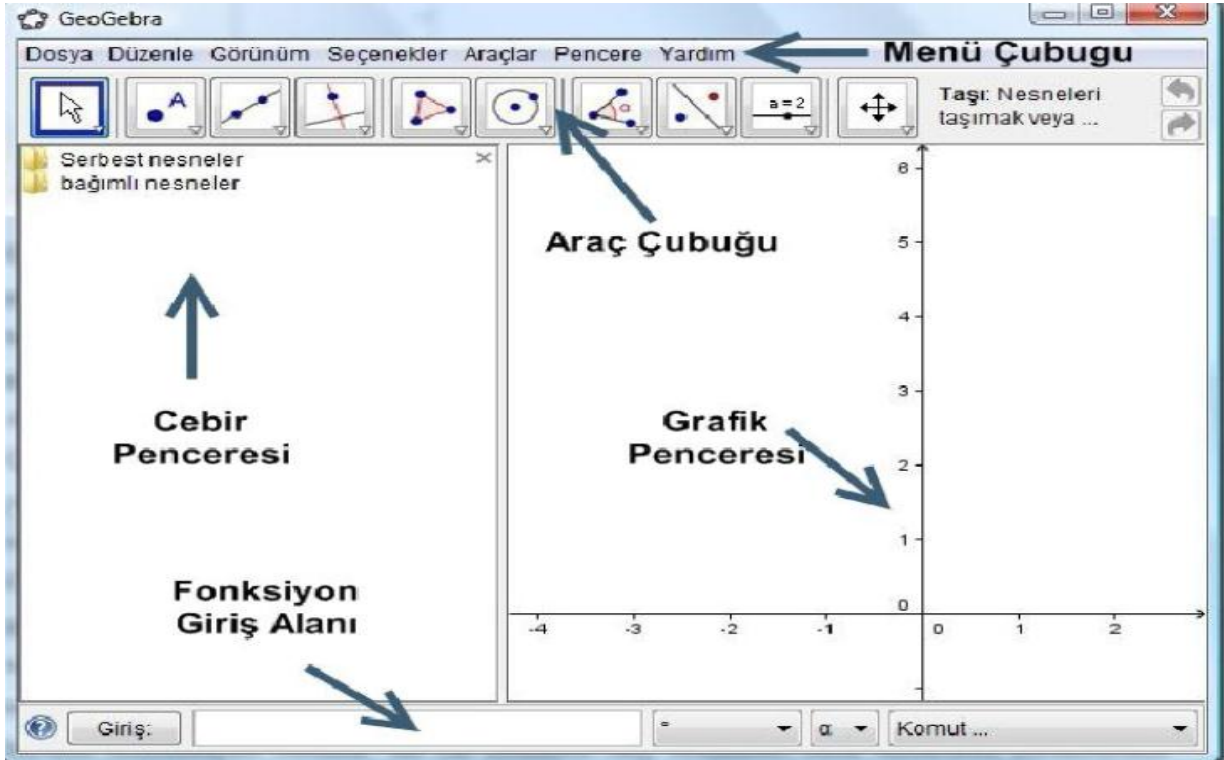 GeoGebra
Dosya Düzenle Görünüm Seçenekler Araçlar Pencere Yardım
Menü Çubugu
A
α
a = 2
Taşı: Nesneleri
taşımak veya ...
Serbest nesneler
bağımlı nesneler
Araç Çubuğu
Cebir
Penceresi
Grafik
Penceresi
Fonksiyon
Giriş Alanı
6
5
4
3
2
1
0
-4 -3 -2 -1 0 1 2
Giriş:
α
Komut ...